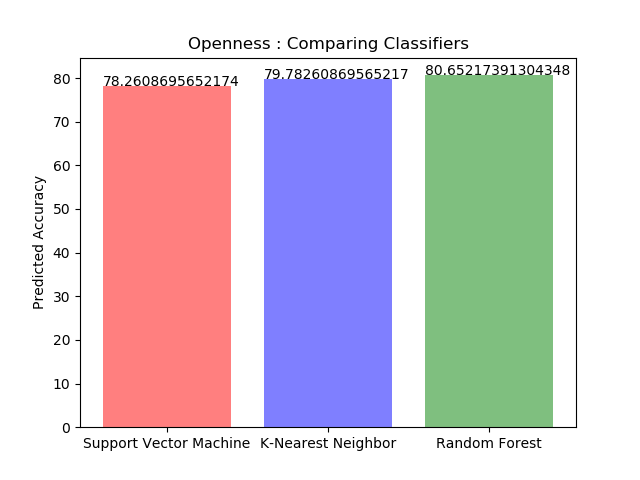 Openness : Comparing Classifiers
78.2608695652174
79.78260869565217
80.65217391304348
80
70
60
50
40
30
20
10
0
Predicted Accuracy
Support Vector Machine
K-Nearest Neighbor
Random Forest